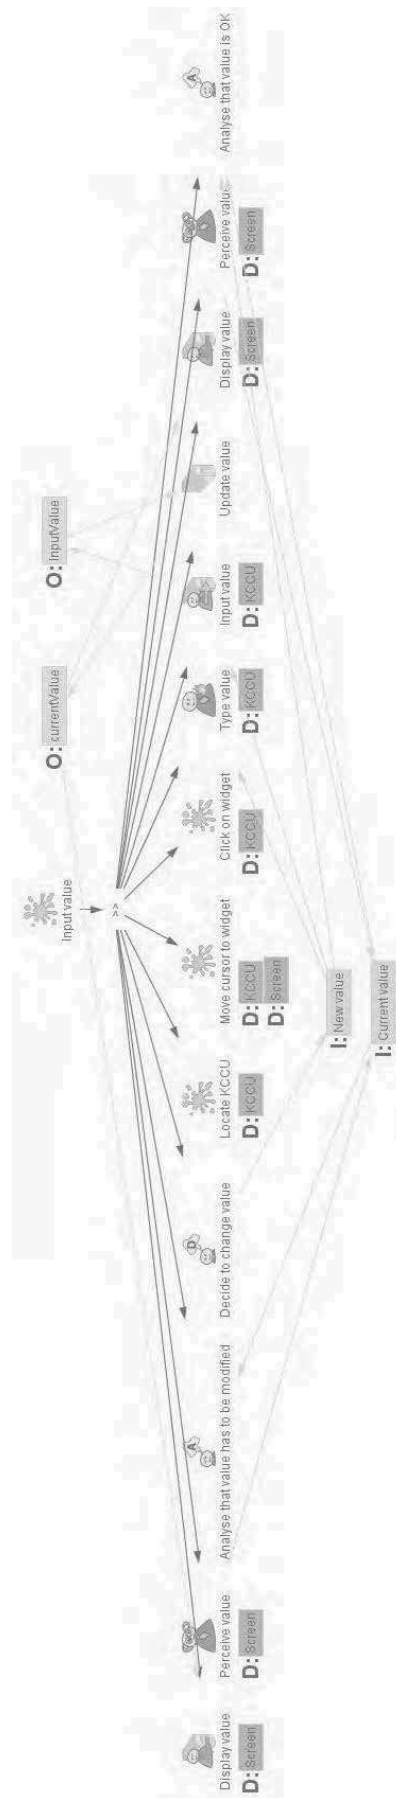 O: currentValue
O: InputValue
Input value
>>
Display value
D: Screen
Perceive value
D: Screen
Analyse that value has to be modified
A
Decide to change value
D
Locate KCCU
D: KCCU
Move cursor to widget
D: KCCU
D: Screen
Click on widget
D: KCCU
Type value
D: KCCU
Input value
D: KCCU
Update value
Display value
D: Screen
Perceive value
D: Screen
Analyse that value is OK
A
I: New value
I: Current value